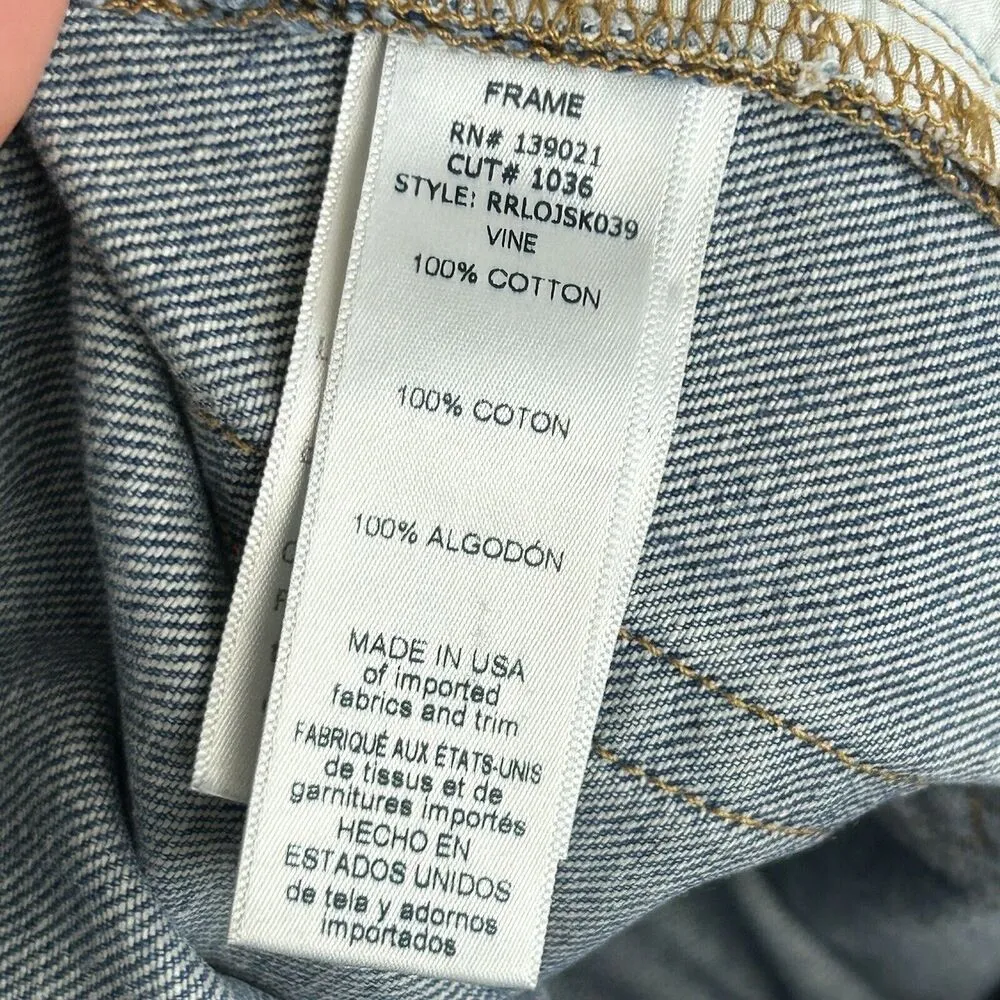 FRAME
RN# 139021
CUT# 1036
STYLE: RRLOJSK039
VINE
100% COTTON
100% COTON
100% ALGODÓN
MADE IN USA
of imported
fabrics and trim
FABRIQUÉ AUX ÉTATS-UNIS
de tissus et de
garnitures importés
HECHO EN
ESTADOS UNIDOS
de tela y adornos
importados